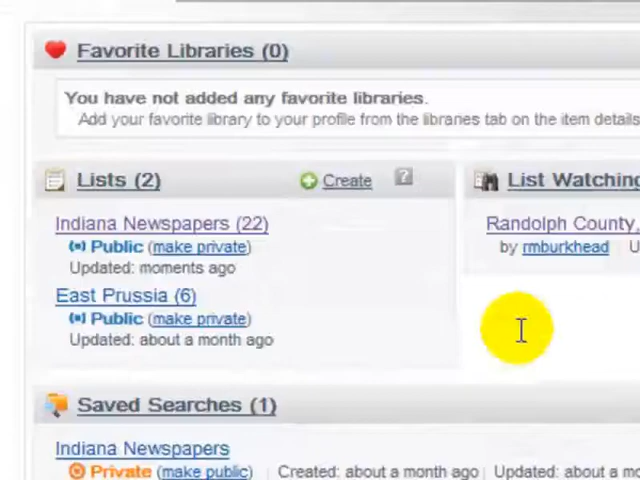 Favorite Libraries (0)
You have not added any favorite libraries.
Add your favorite library to your profile from the libraries tab on the item details
Lists (2) Create ? List Watching
Indiana Newspapers (22) Randolph County,
Public (make private) by rmburkhead U
Updated: moments ago
East Prussia (6)
Public (make private)
Updated: about a month ago
Saved Searches (1)
Indiana Newspapers
Private (make public) Created: about a month ago Updated: about a mon